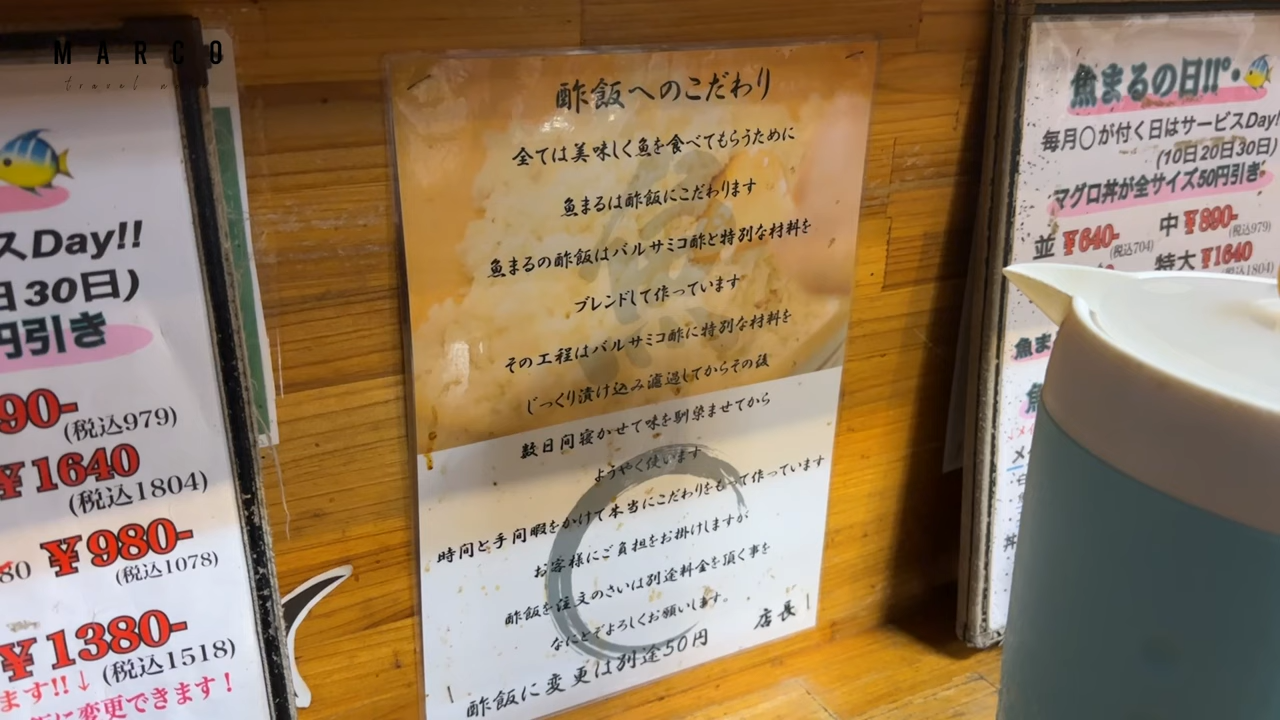 MARCO
travel
スDay!!
日30日)
円引き
90-
(税込979)
¥1640
(税込1804)
80 ¥980-
(税込1078)
¥1380-
(税込1518)
ます!!↓
に変更できます!
酢飯へのこだわり
全ては美味しく魚を食べてもらうために
魚まるは酢飯にこだわります
魚まるの酢飯はバルサミコ酢と特別な材料を
ブレンドして作っています
その工程はバルサミコ酢に特別な材料を
じっくり漬け込み濾過してからその後
数日間寝かせて味を馴染ませてから
ようやく使います
時間と手間暇をかけて本当にこだわりをもって作っています
お客様にご負担をお掛けしますが
酢飯を注文のさいは別途料金を頂く事を
なにとぞよろしくお願いします。
店長
酢飯に変更は別途50円
魚まるの日!!
毎月〇が付く日はサービスDay!
(10日20日30日)
マグロ丼が全サイズ50円引き
並 ¥640- (税込704) 中 ¥890- (税込979)
特大 ¥1640
(税込1804)
魚ま